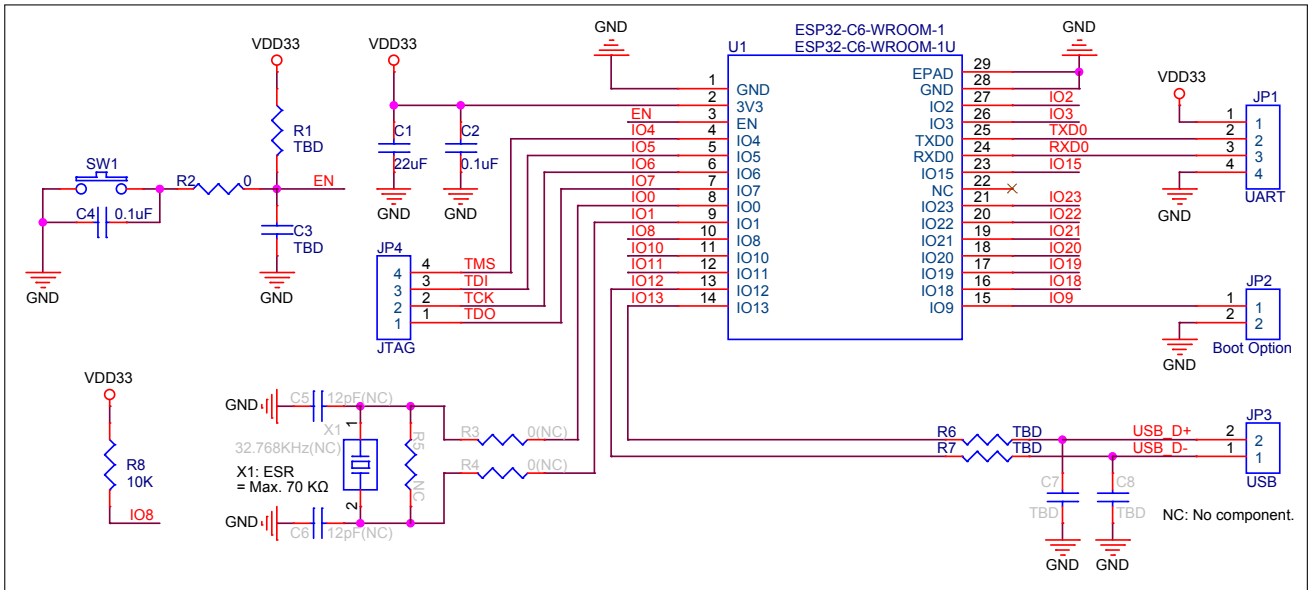 GND
ESP32-C6-WROOM-1
U1
ESP32-C6-WROOM-1U
GND
VDD33
VDD33
VDD33
R1
TBD
SW1
R2
0
EN
C4
0.1uF
C3
TBD
GND
GND
C1
22uF
C2
0.1uF
GND
GND
EN
IO4
IO5
IO6
IO7
IO0
IO1
IO8
IO10
IO11
IO12
IO13
1
2
3
4
5
6
7
8
9
10
11
12
13
14
GND
3V3
EN
IO4
IO5
IO6
IO7
IO0
IO1
IO8
IO10
IO11
IO12
IO13
EPAD
GND
IO2
IO3
TXD0
RXD0
IO15
NC
IO23
IO22
IO21
IO20
IO19
IO18
IO9
29
28
27
26
25
24
23
22
21
20
19
18
17
16
15
IO2
IO3
TXD0
RXD0
IO15
IO23
IO22
IO21
IO20
IO19
IO18
IO9
JP1
1 1
2 2
3 3
4 4
UART
GND
JP2
1 1
2 2
Boot Option
GND
JP4
4 4 TMS
3 3 TDI
2 2 TCK
1 1 TDO
JTAG
VDD33
R8
10K
IO8
GND
C5
12pF(NC)
X1
1
32.768KHz(NC)
X1: ESR
= Max. 70 KΩ
2
R5
NC
GND
C6
12pF(NC)
R3
0(NC)
R4
0(NC)
R6
TBD
USB_D+
R7
TBD
USB_D-
JP3
2 2
1 1
USB
C7
TBD
C8
TBD
NC: No component.
GND
GND